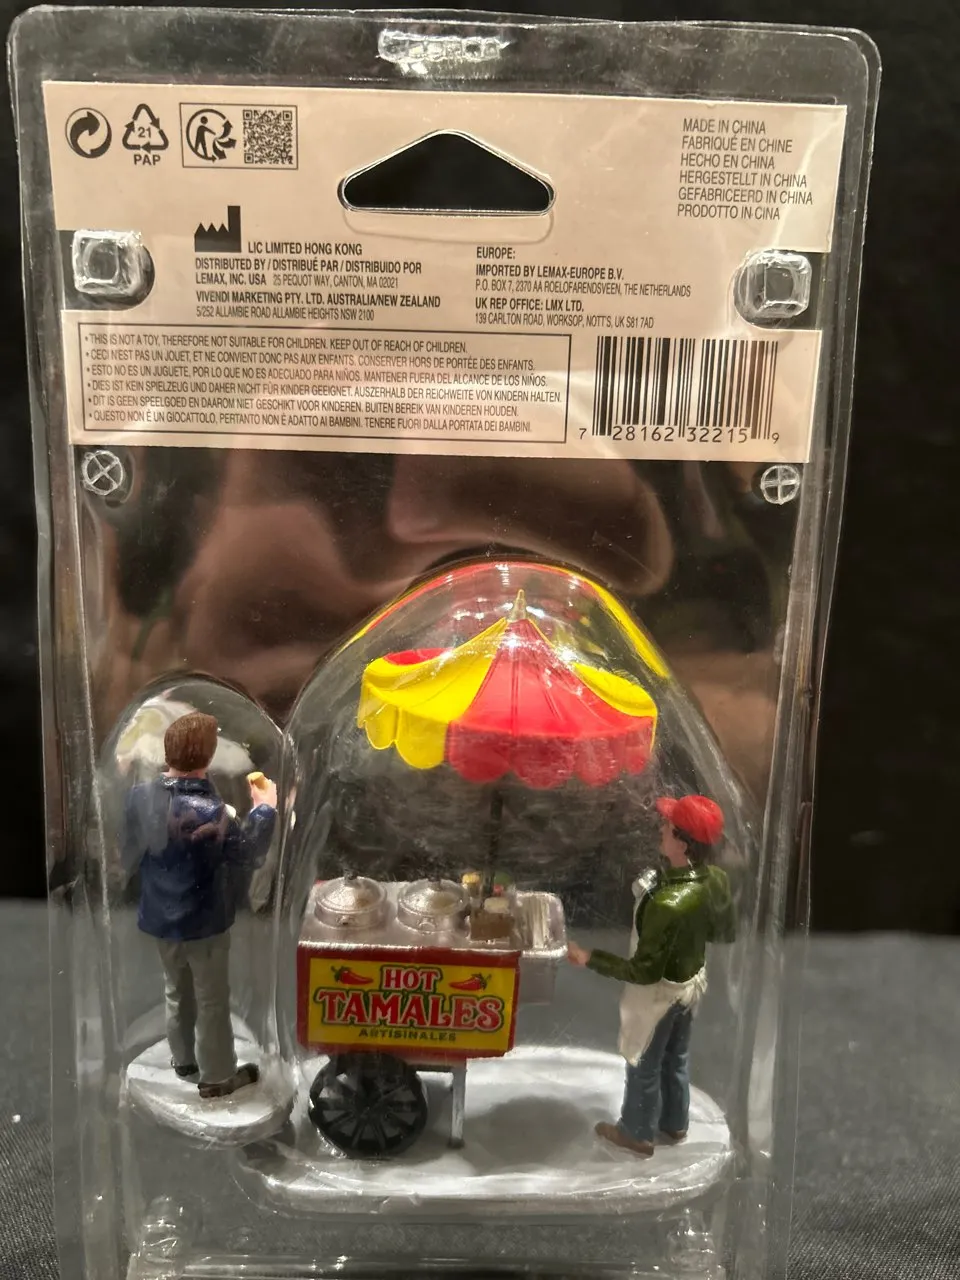 21
PAP
MADE IN CHINA
FABRIQUÉ EN CHINE
HECHO EN CHINA
HERGESTELLT IN CHINA
GEFABRICEERD IN CHINA
PRODOTTO IN CINA
LIC LIMITED HONG KONG
DISTRIBUTED BY / DISTRIBUÉ PAR / DISTRIBUIDO POR
LEMAX, INC. USA 25 PEQUOT WAY, CANTON, MA 02021
VIVENDI MARKETING PTY. LTD. AUSTRALIA/NEW ZEALAND
5/252 ALLAMBIE ROAD ALLAMBIE HEIGHTS NSW 2100
EUROPE:
IMPORTED BY LEMAX-EUROPE B.V.
P.O. BOX 7, 2370 AA ROELOFARENDSVEEN, THE NETHERLANDS
UK REP OFFICE: LMX LTD.
139 CARLTON ROAD, WORKSOP, NOTT'S, UK S81 7AD
• THIS IS NOT A TOY, THEREFORE NOT SUITABLE FOR CHILDREN. KEEP OUT OF REACH OF CHILDREN.
• CECI N'EST PAS UN JOUET, ET NE CONVIENT DONC PAS AUX ENFANTS. CONSERVER HORS DE PORTÉE DES ENFANTS.
• ESTO NO ES UN JUGUETE, POR LO QUE NO ES ADECUADO PARA NIÑOS. MANTENER FUERA DEL ALCANCE DE LOS NIÑOS.
• DIES IST KEIN SPIELZEUG UND DAHER NICHT FÜR KINDER GEEIGNET. AUSZERHALB DER REICHWEITE VON KINDERN HALTEN.
• DIT IS GEEN SPEELGOED EN DAAROM NIET GESCHIKT VOOR KINDEREN. BUITEN BEREIK VAN KINDEREN HOUDEN.
• QUESTO NON È UN GIOCATTOLO, PERTANTO NON È ADATTO AI BAMBINI. TENERE FUORI DALLA PORTATA DEI BAMBINI.
7 28162 32215 9
HOT
TAMALES
ARTISINALES